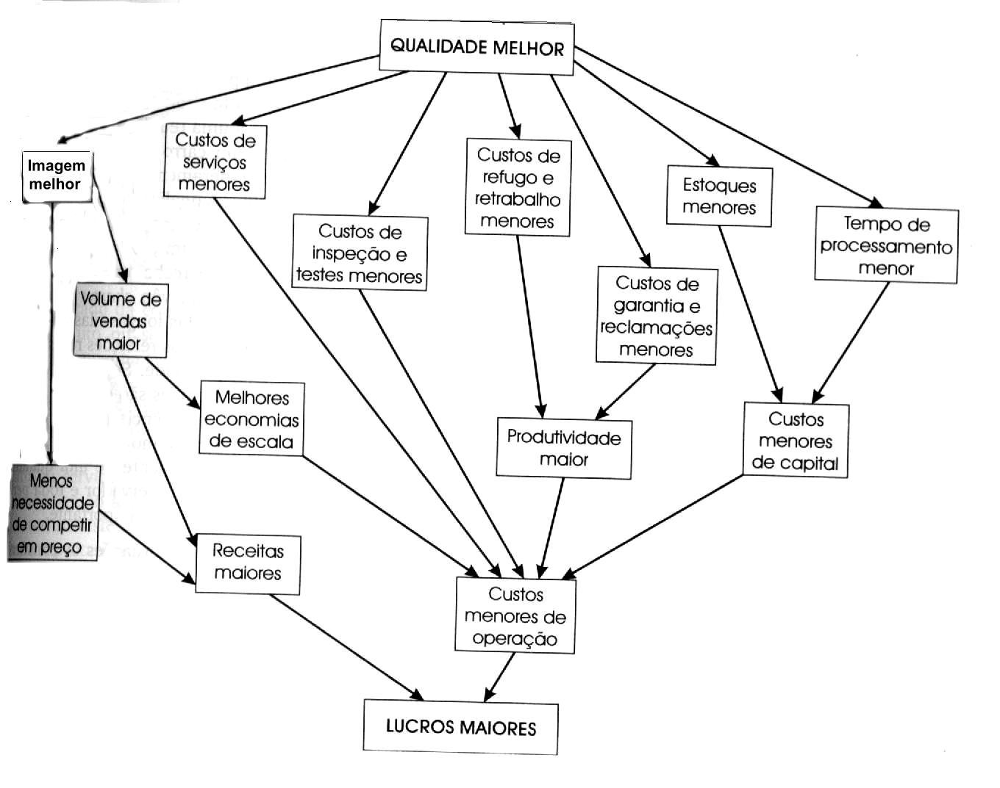 QUALIDADE MELHOR
Imagem
melhor
Custos de
serviços
menores
Custos de
inspeção e
testes menores
Custos de
refugo e
retrabalho
menores
Custos de
garantia e
reclamações
menores
Estoques
menores
Tempo de
processamento
menor
Volume de
vendas
maior
Melhores
economias
de escala
Produtividade
maior
Custos
menores
de capital
Menos
necessidade
de competir
em preço
Receitas
maiores
Custos
menores de
operação
LUCROS MAIORES